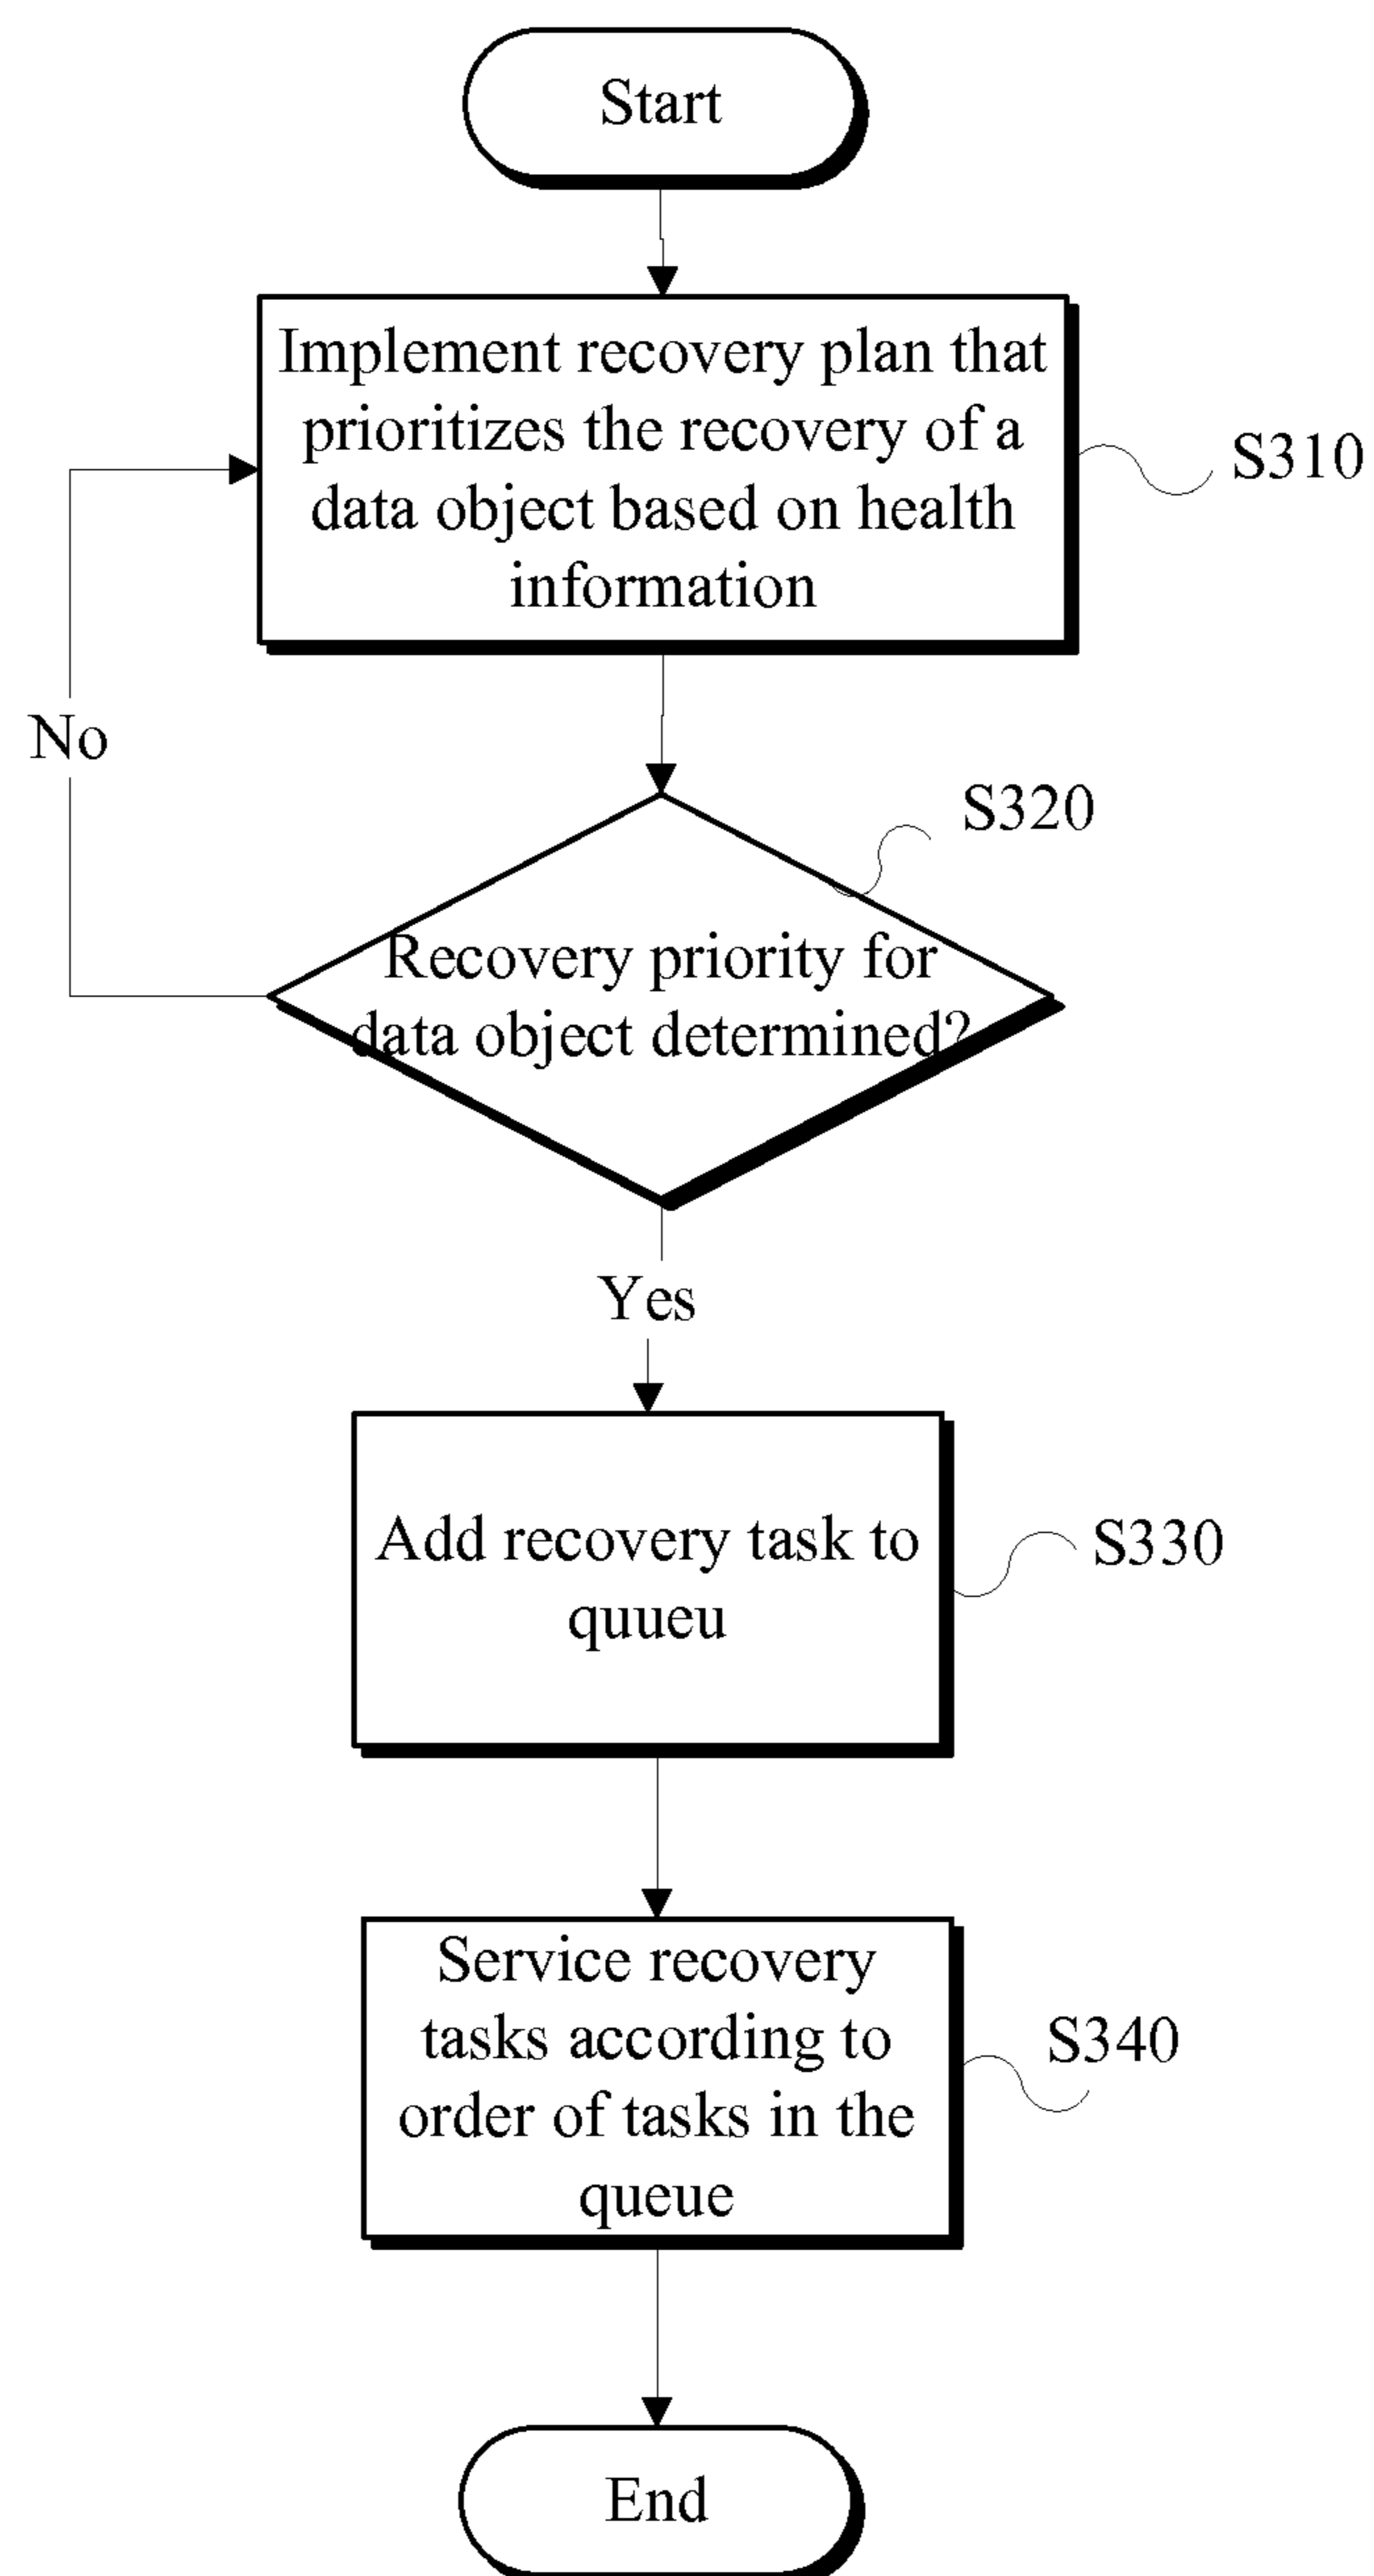 Start
Implement recovery plan that
prioritizes the recovery of a
data object based on health
information
S310
No
S320
Recovery priority for
data object determined?
Yes
Add recovery task to
quueu
S330
Service recovery
tasks according to
order of tasks in the
queue
S340
End